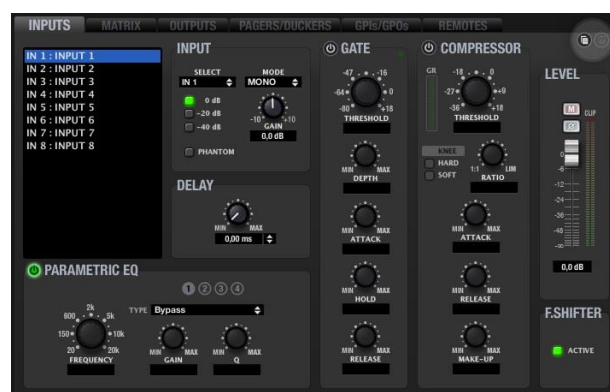 INPUTS MATRIX OUTPUTS PAGERS/DUCKERS GPIs/GPOs REMOTES
IN 1 : INPUT 1
IN 2 : INPUT 2
IN 3 : INPUT 3
IN 4 : INPUT 4
IN 5 : INPUT 5
IN 6 : INPUT 6
IN 7 : INPUT 7
IN 8 : INPUT 8
INPUT
SELECT MODE
IN 1 MONO
0 dB
-20 dB
-40 dB
-10 +10
GAIN
0,0 dB
PHANTOM
DELAY
MIN MAX
0,00 ms
GATE
-47 -16
-64 0
-80 +18
THRESHOLD
MIN MAX
DEPTH
MIN MAX
ATTACK
MIN MAX
HOLD
MIN MAX
RELEASE
COMPRESSOR
GR
-18 0
-27 +9
-36 +18
THRESHOLD
KNEE
HARD
SOFT
1:1 LIM
RATIO
MIN MAX
ATTACK
MIN MAX
RELEASE
MIN MAX
MAKE-UP
LEVEL
M CLIP
0
-6
-12
-24
-36
-48
-∞
0,0 dB
F.SHIFTER
ACTIVE
PARAMETRIC EQ
1 2 3 4
TYPE Bypass
600 2k 5k
150 10k
20 20k
FREQUENCY
MIN MAX
GAIN
MIN MAX
Q